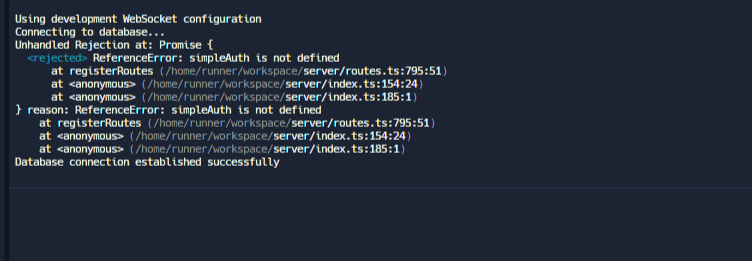 Using development WebSocket configuration
Connecting to database...
Unhandled Rejection at: Promise {
<rejected> ReferenceError: simpleAuth is not defined
at registerRoutes (/home/runner/workspace/server/routes.ts:795:51)
at <anonymous> (/home/runner/workspace/server/index.ts:154:24)
at <anonymous> (/home/runner/workspace/server/index.ts:185:1)
} reason: ReferenceError: simpleAuth is not defined
at registerRoutes (/home/runner/workspace/server/routes.ts:795:51)
at <anonymous> (/home/runner/workspace/server/index.ts:154:24)
at <anonymous> (/home/runner/workspace/server/index.ts:185:1)
Database connection established successfully